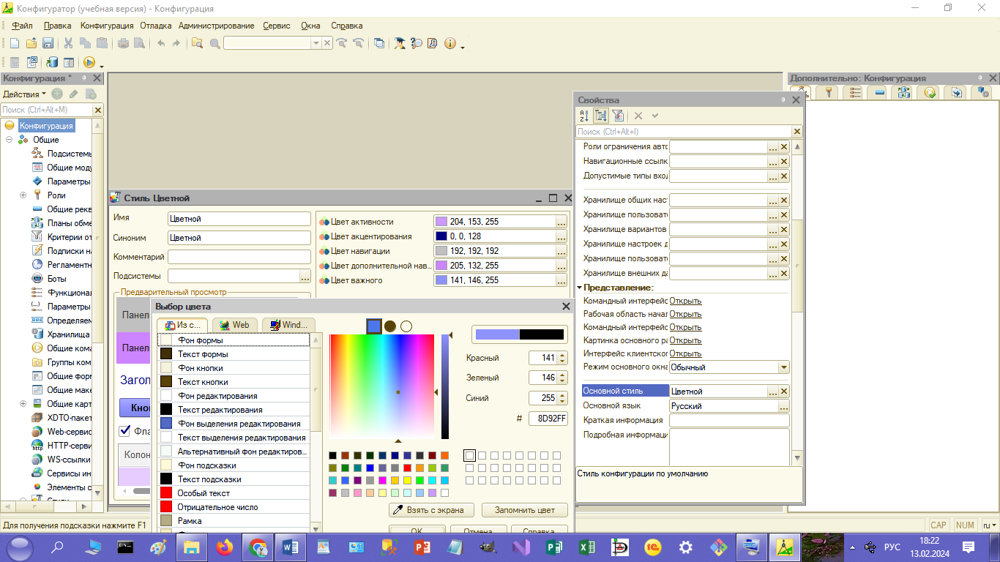 Конфигуратор (учебная версия) - Конфигурация
Файл Правка Конфигурация Отладка Администрирование Сервис Окна Справка
Конфигурация *
Действия
Поиск (Ctrl+Alt+M)
Конфигурация
Общие
Подсистемы
Общие моду
Параметры
Роли
Общие рекв
Планы обме
Критерии от
Подписки на
Регламентн
Боты
Функционал
Параметры
Определяем
Хранилища
Общие кома
Группы ком
Общие форм
Общие маке
Общие карт
XDTO-пакет
Web-сервис
HTTP-серви
WS-ссылки
Сервисы ин
Элементы с
Стили
Стиль Цветной
Имя Цветной
Синоним Цветной
Комментарий
Подсистемы ...
Предварительный просмотр
Панель
Панель
Загол
Кно
Фла
Колон
Цвет активности 204, 153, 255 ...
Цвет акцентирования 0, 0, 128 ...
Цвет навигации 192, 192, 192 ...
Цвет дополнительной нав... 205, 132, 255 ...
Цвет важного 141, 146, 255 ...
Выбор цвета
Из с... Web Wind...
Фон формы
Текст формы
Фон кнопки
Текст кнопки
Фон редактирования
Текст редактирования
Фон выделения редактирования
Текст выделения редактирования
Альтернативный фон редактиров...
Фон подсказки
Текст подсказки
Особый текст
Отрицательное число
Рамка
Красный 141
Зеленый 146
Синий 255
# 8D92FF
Взять с экрана Запомнить цвет
OK Отмена Справка
Свойства
Поиск (Ctrl+Alt+I)
Роли ограничения авто
Навигационные ссылк
Допустимые типы вход
Хранилище общих наст
Хранилище пользовате
Хранилище вариантов
Хранилище настроек д
Хранилище пользовате
Хранилище внешних да
Представление:
Командный интерфейс Открыть
Рабочая область начал Открыть
Командный интерфейс Открыть
Картинка основного ра Открыть
Интерфейс клиентског Открыть
Режим основного окна Обычный
Основной стиль Цветной ...
Основной язык Русский ...
Краткая информация
Подробная информаци
Стиль конфигурации по умолчанию
Дополнительно: Конфигурация
Для получения подсказки нажмите F1
CAP NUM ru
РУС
18:22
13.02.2024